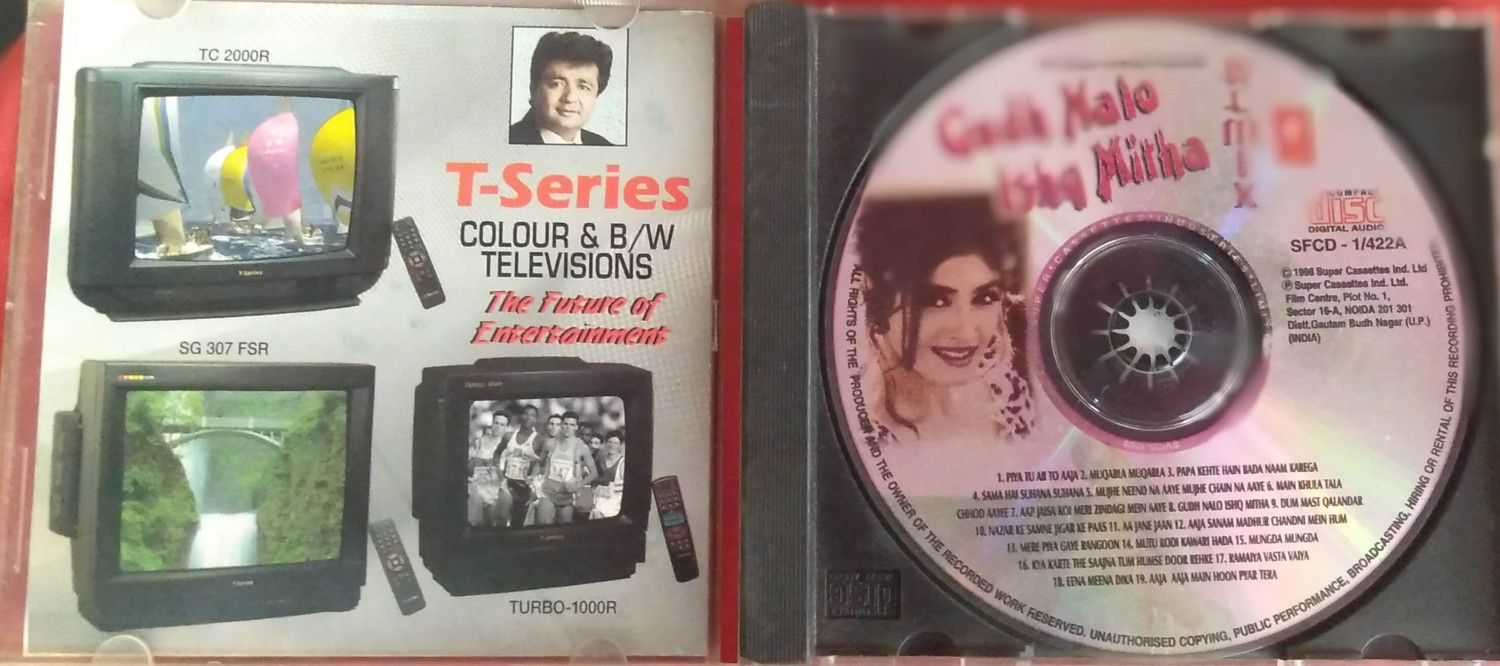 TC 2000R
T-Series
COLOUR & B/W
TELEVISIONS
The Future of
Entertainment
T-Series
SG 307 FSR
T-Series
TURBO-1000R
Gudh Nalo
Ishq Mitha
RIMIX
COMPACT
disc
DIGITAL AUDIO
SFCD - 1/422A
© 1998 Super Cassettes Ind. Ltd
℗ Super Cassettes Ind. Ltd.
Film Centre, Plot No. 1,
Sector 16-A, NOIDA 201 301
Distt.Gautam Budh Nagar (U.P.)
(INDIA)
1. PIYA TU AB TO AAJA 2. MUQABLA MUQABLA 3. PAPA KEHTE HAIN BADA NAAM KAREGA
4. SAMA HAI SUHANA SUHANA 5. MUJHE NEEND NA AAYE MUJHE CHAIN NA AAYE 6. MAIN KHULA TALA
CHHOD AAYEE 7. AAP JAISA KOI MERI ZINDAGI MEIN AAYE 8. GUDH NALO ISHQ MITHA 9. DUM MAST QALANDAR
10. NAZAR KE SAMNE JIGAR KE PAAS 11. AA JANE JAAN 12. AAJA SANAM MADHUR CHANDNI MEIN HUM
13. MERE PIYA GAYE RANGOON 14. MUTU KODI KAWARI HADA 15. MUNGDA MUNGDA
16. KYA KARTE THE SAAJNA TUM HUMSE DOOR REHKE 17. RAMAIYA VASTA VAIYA
18. EENA MEENA DIKA 19. AAJA AAJA MAIN HOON PYAR TERA
ALL RIGHTS OF THE PRODUCER AND THE OWNER OF THE RECORDED WORK RESERVED. UNAUTHORISED COPYING, PUBLIC PERFORMANCE, BROADCASTING, HIRING OR RENTAL OF THIS RECORDING PROHIBITED